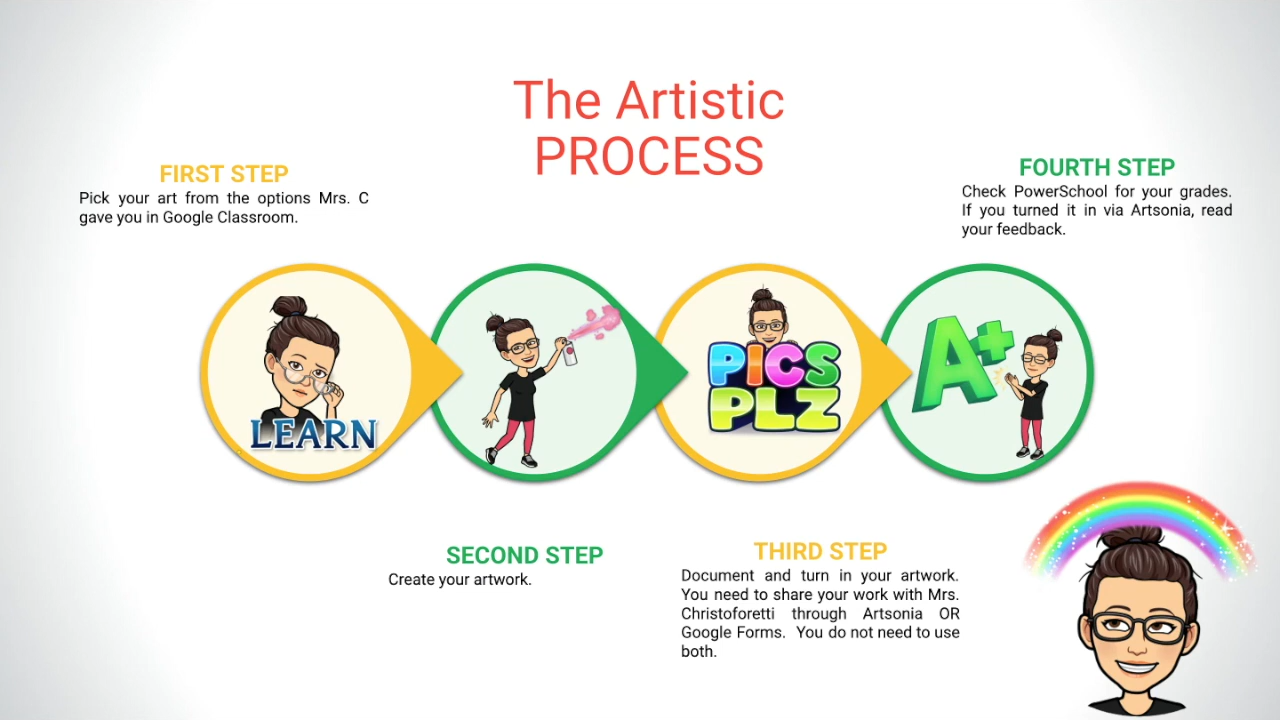 The Artistic
PROCESS
FIRST STEP
Pick your art from the options Mrs. C
gave you in Google Classroom.
FOURTH STEP
Check PowerSchool for your grades.
If you turned it in via Artsonia, read
your feedback.
LEARN
PICS
PLZ
A+
SECOND STEP
Create your artwork.
THIRD STEP
Document and turn in your artwork.
You need to share your work with Mrs.
Christoforetti through Artsonia OR
Google Forms. You do not need to use
both.